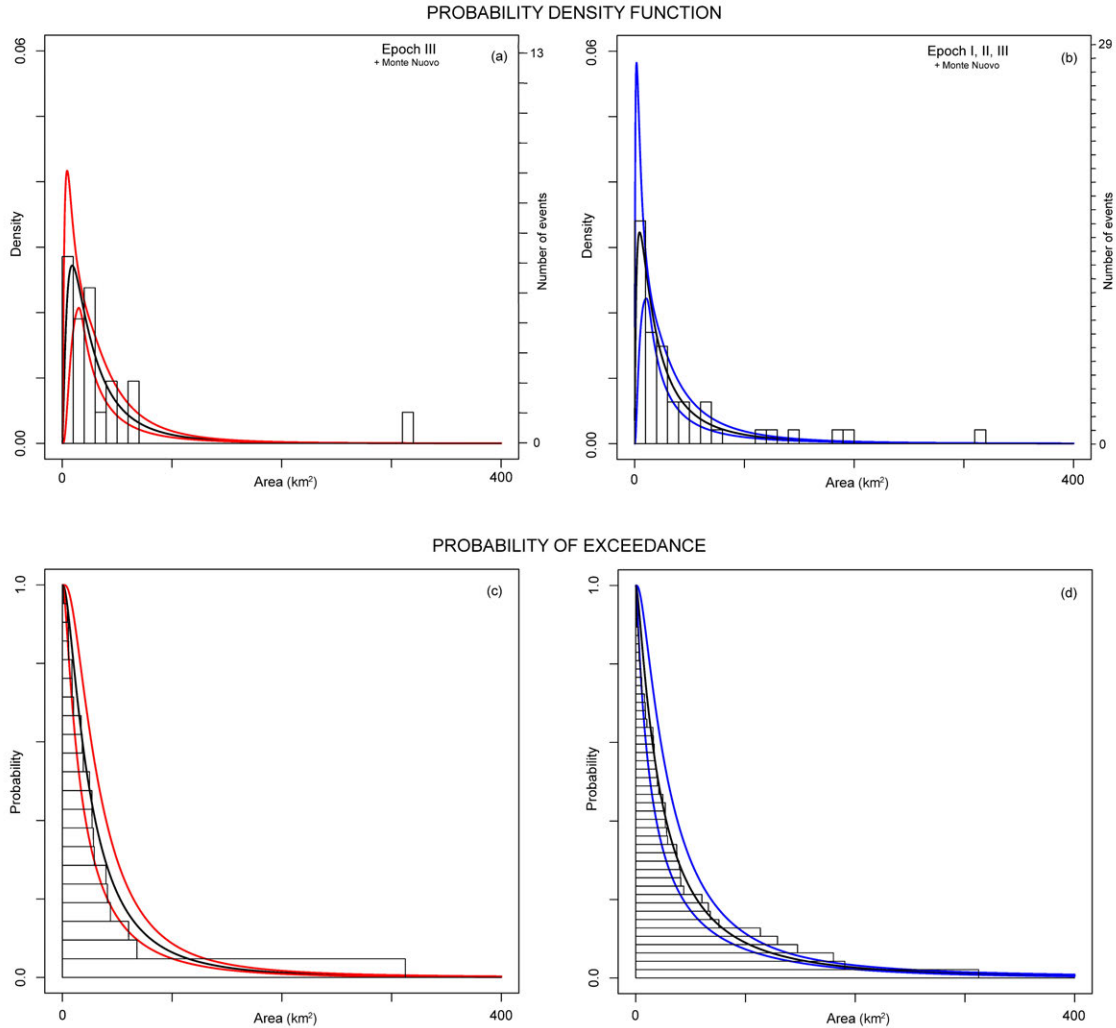 PROBABILITY DENSITY FUNCTION
0.06
Density
0.00
Epoch III
+ Monte Nuovo
(a)
13
Number of events
0
0
Area (km²)
400
0.06
Density
0.00
Epoch I, II, III
+ Monte Nuovo
(b)
29
Number of events
0
0
Area (km²)
400
PROBABILITY OF EXCEEDANCE
1.0
Probability
0.0
(c)
0
Area (km²)
400
1.0
Probability
0.0
(d)
0
Area (km²)
400